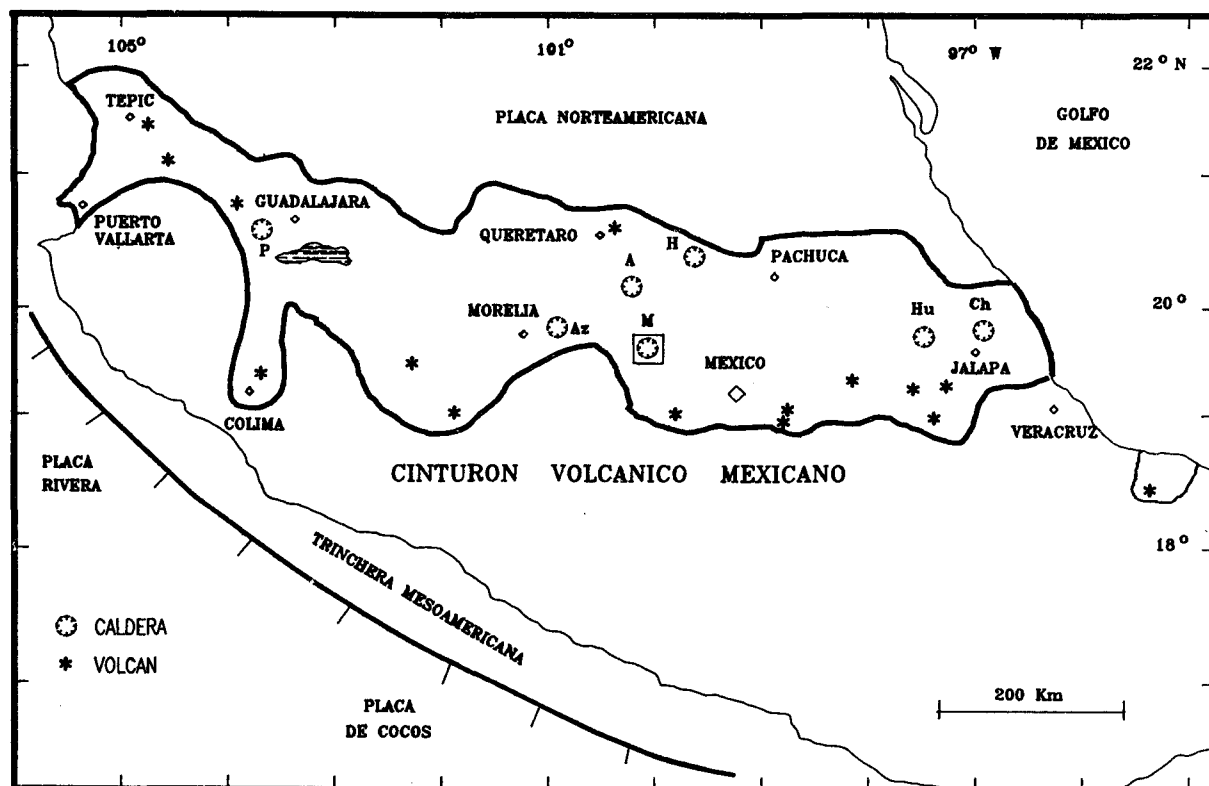 105°
101°
97° W
22° N
TEPIC
PLACA NORTEAMERICANA
GOLFO
DE MEXICO
PUERTO
VALLARTA
GUADALAJARA
P
QUERETARO
A
H
PACHUCA
MORELIA
Az
M
MEXICO
Hu
Ch
20°
JALAPA
COLIMA
VERACRUZ
CINTURON VOLCANICO MEXICANO
PLACA
RIVERA
18°
TRINCHERA MESOAMERICANA
CALDERA
VOLCAN
PLACA
DE COCOS
200 Km